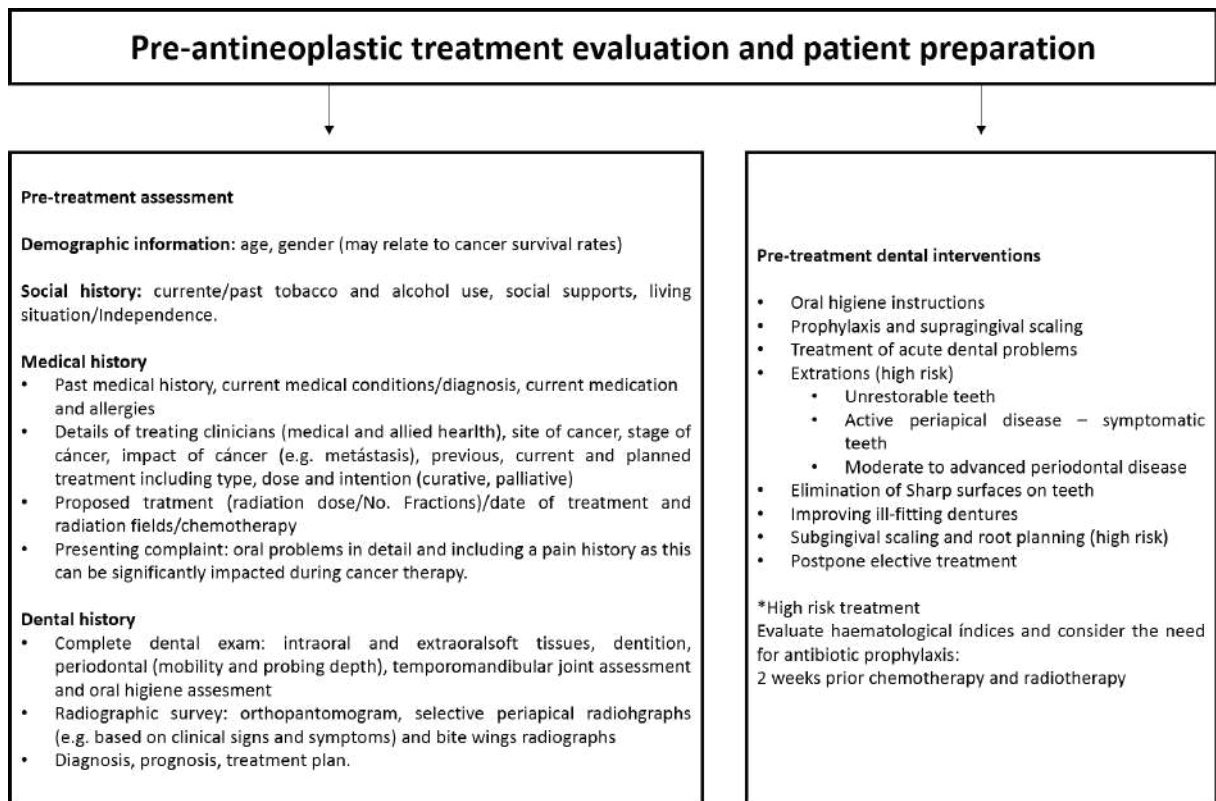 Pre-antineoplastic treatment evaluation and patient preparation
Pre-treatment assessment
Demographic information: age, gender (may relate to cancer survival rates)
Social history: currente/past tobacco and alcohol use, social supports, living
situation/Independence.
Medical history
• Past medical history, current medical conditions/diagnosis, current medication
and allergies
• Details of treating clinicians (medical and allied hearlth), site of cancer, stage of
cáncer, impact of cáncer (e.g. metástasis), previous, current and planned
treatment including type, dose and intention (curative, palliative)
• Proposed tratment (radiation dose/No. Fractions)/date of treatment and
radiation fields/chemotherapy
• Presenting complaint: oral problems in detail and including a pain history as this
can be significantly impacted during cancer therapy.
Dental history
• Complete dental exam: intraoral and extraoralsoft tissues, dentition,
periodontal (mobility and probing depth), temporomandibular joint assessment
and oral hygiene assesment
• Radiographic survey: orthopantomogram, selective periapical radiohgraphs
(e.g. based on clinical signs and symptoms) and bite wings radiographs
• Diagnosis, prognosis, treatment plan.
Pre-treatment dental interventions
• Oral higiene instructions
• Prophylaxis and supragingival scaling
• Treatment of acute dental problems
• Extrations (high risk)
• Unrestorable teeth
• Active periapical disease – symptomatic
teeth
• Moderate to advanced periodontal disease
• Elimination of Sharp surfaces on teeth
• Improving ill-fitting dentures
• Subgingival scaling and root planning (high risk)
• Postpone elective treatment
*High risk treatment
Evaluate haematological índices and consider the need
for antibiotic prophylaxis:
2 weeks prior chemotherapy and radiotherapy